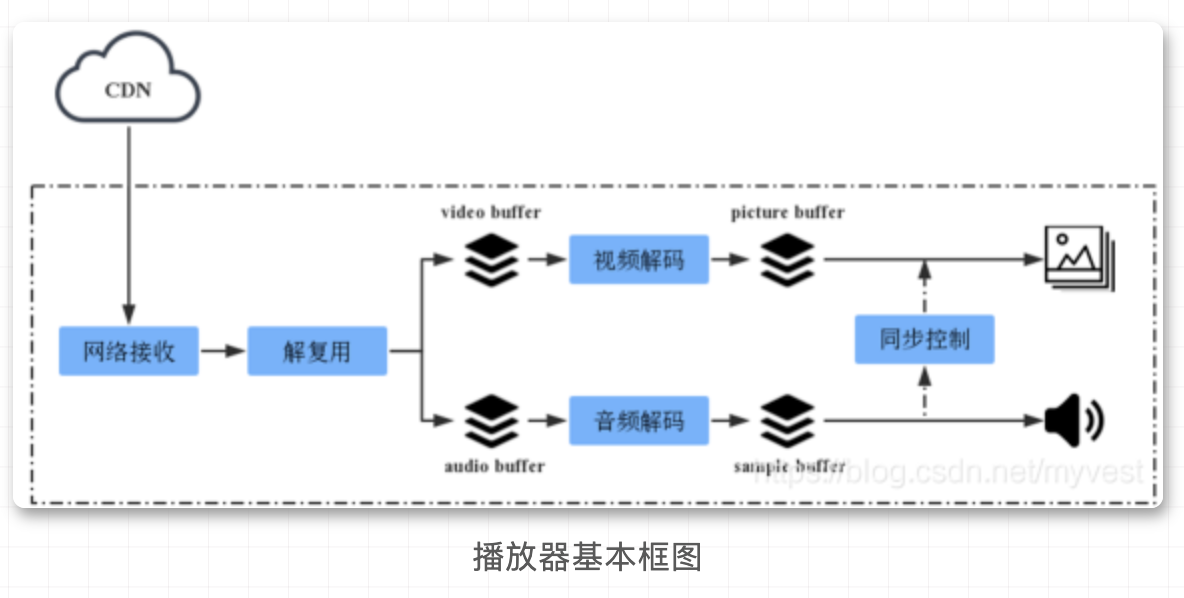 CDN
video buffer
picture buffer
视频解码
网络接收
解复用
同步控制
音频解码
audio buffer
sample buffer
https://blog.csdn.net/myvest
播放器基本框图